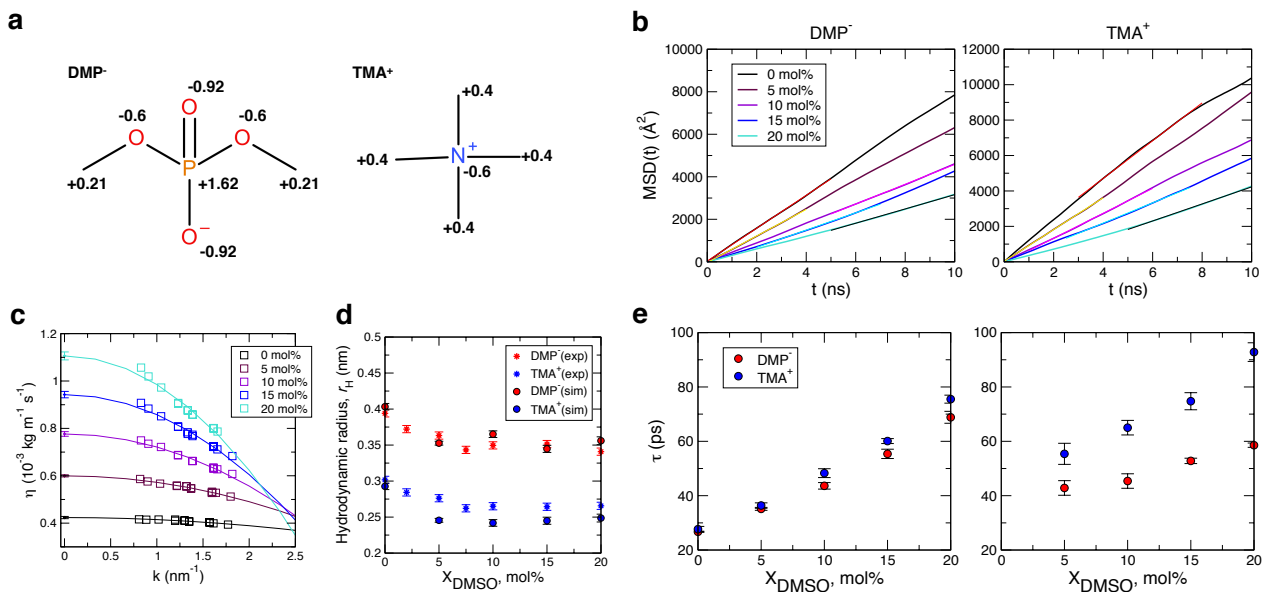 a
DMP-
-0.92
O
-0.6
-0.6
O
O
P
+0.21
+1.62
+0.21
O-
-0.92
TMA+
+0.4
N+
+0.4
+0.4
-0.6
+0.4
b
DMP-
TMA+
MSD(t) (Å2)
12000
10000
10000
8000
8000
6000
6000
4000
4000
2000
2000
0
0
0 mol%
5 mol%
10 mol%
15 mol%
20 mol%
0 2 4 6 8 10
0 2 4 6 8 10
t (ns)
t (ns)
c
η (10-3 kg m-1 s-1)
1.2
1
0.8
0.6
0.4
0 mol%
5 mol%
10 mol%
15 mol%
20 mol%
0 0.5 1 1.5 2 2.5
k (nm-1)
d
Hydrodynamic radius, rH (nm)
0.5
0.45
0.4
0.35
0.3
0.25
0.2
DMP-(exp)
TMA+(exp)
DMP-(sim)
TMA+(sim)
0 5 10 15 20
XDMSO, mol%
e
τ (ps)
100
80
60
40
20
DMP-
TMA+
0 5 10 15 20
XDMSO, mol%
100
80
60
40
20
0 5 10 15 20
XDMSO, mol%